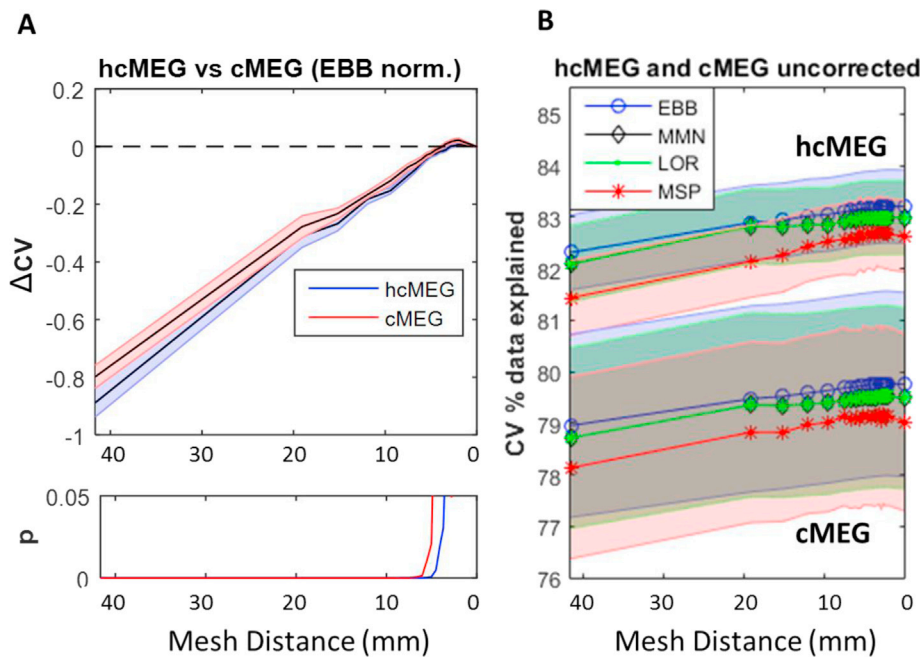 A
hcMEG vs cMEG (EBB norm.)
0.2
0
-0.2
-0.4
-0.6
-0.8
-1
ΔCV
hcMEG
cMEG
40
30
20
10
0
0.05
0
p
40
30
20
10
0
Mesh Distance (mm)
B
hcMEG and cMEG uncorrected
EBB
MMN
LOR
MSP
hcMEG
cMEG
85
84
83
82
81
80
79
78
77
76
CV % data explained
40
30
20
10
0
Mesh Distance (mm)